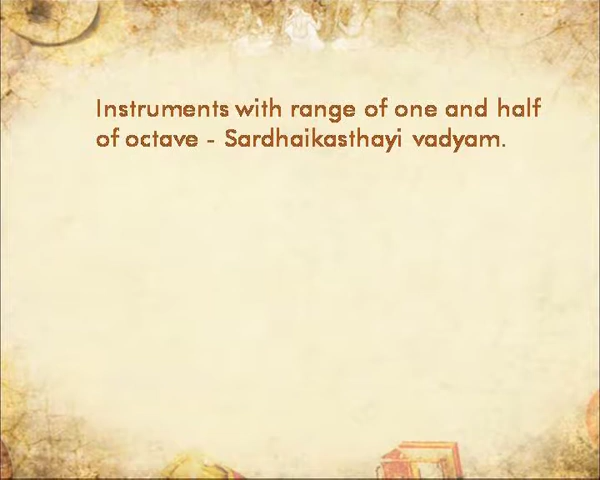 Instruments with range of one and half
of octave - Sardhaikasthayi vadyam.